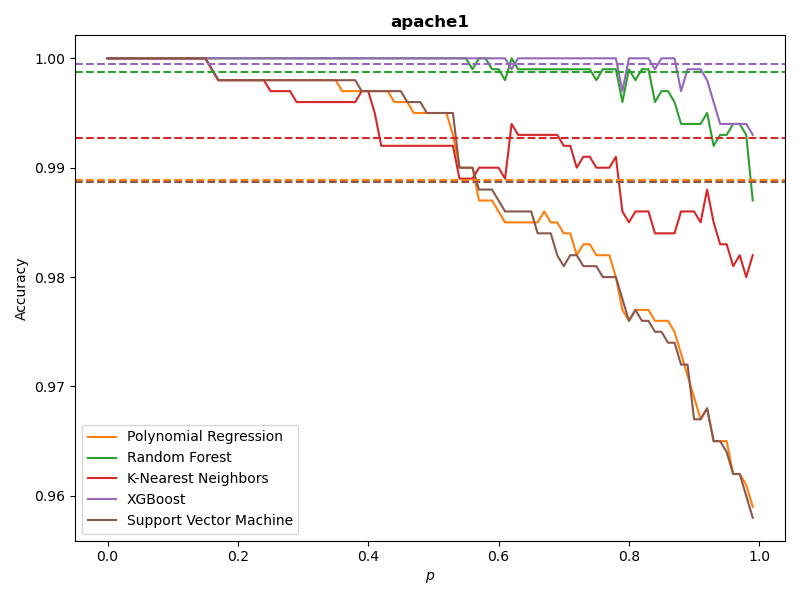 apache1
1.00
0.99
0.98
0.97
0.96
Accuracy
Polynomial Regression
Random Forest
K-Nearest Neighbors
XGBoost
Support Vector Machine
0.0 0.2 0.4 0.6 0.8 1.0
p